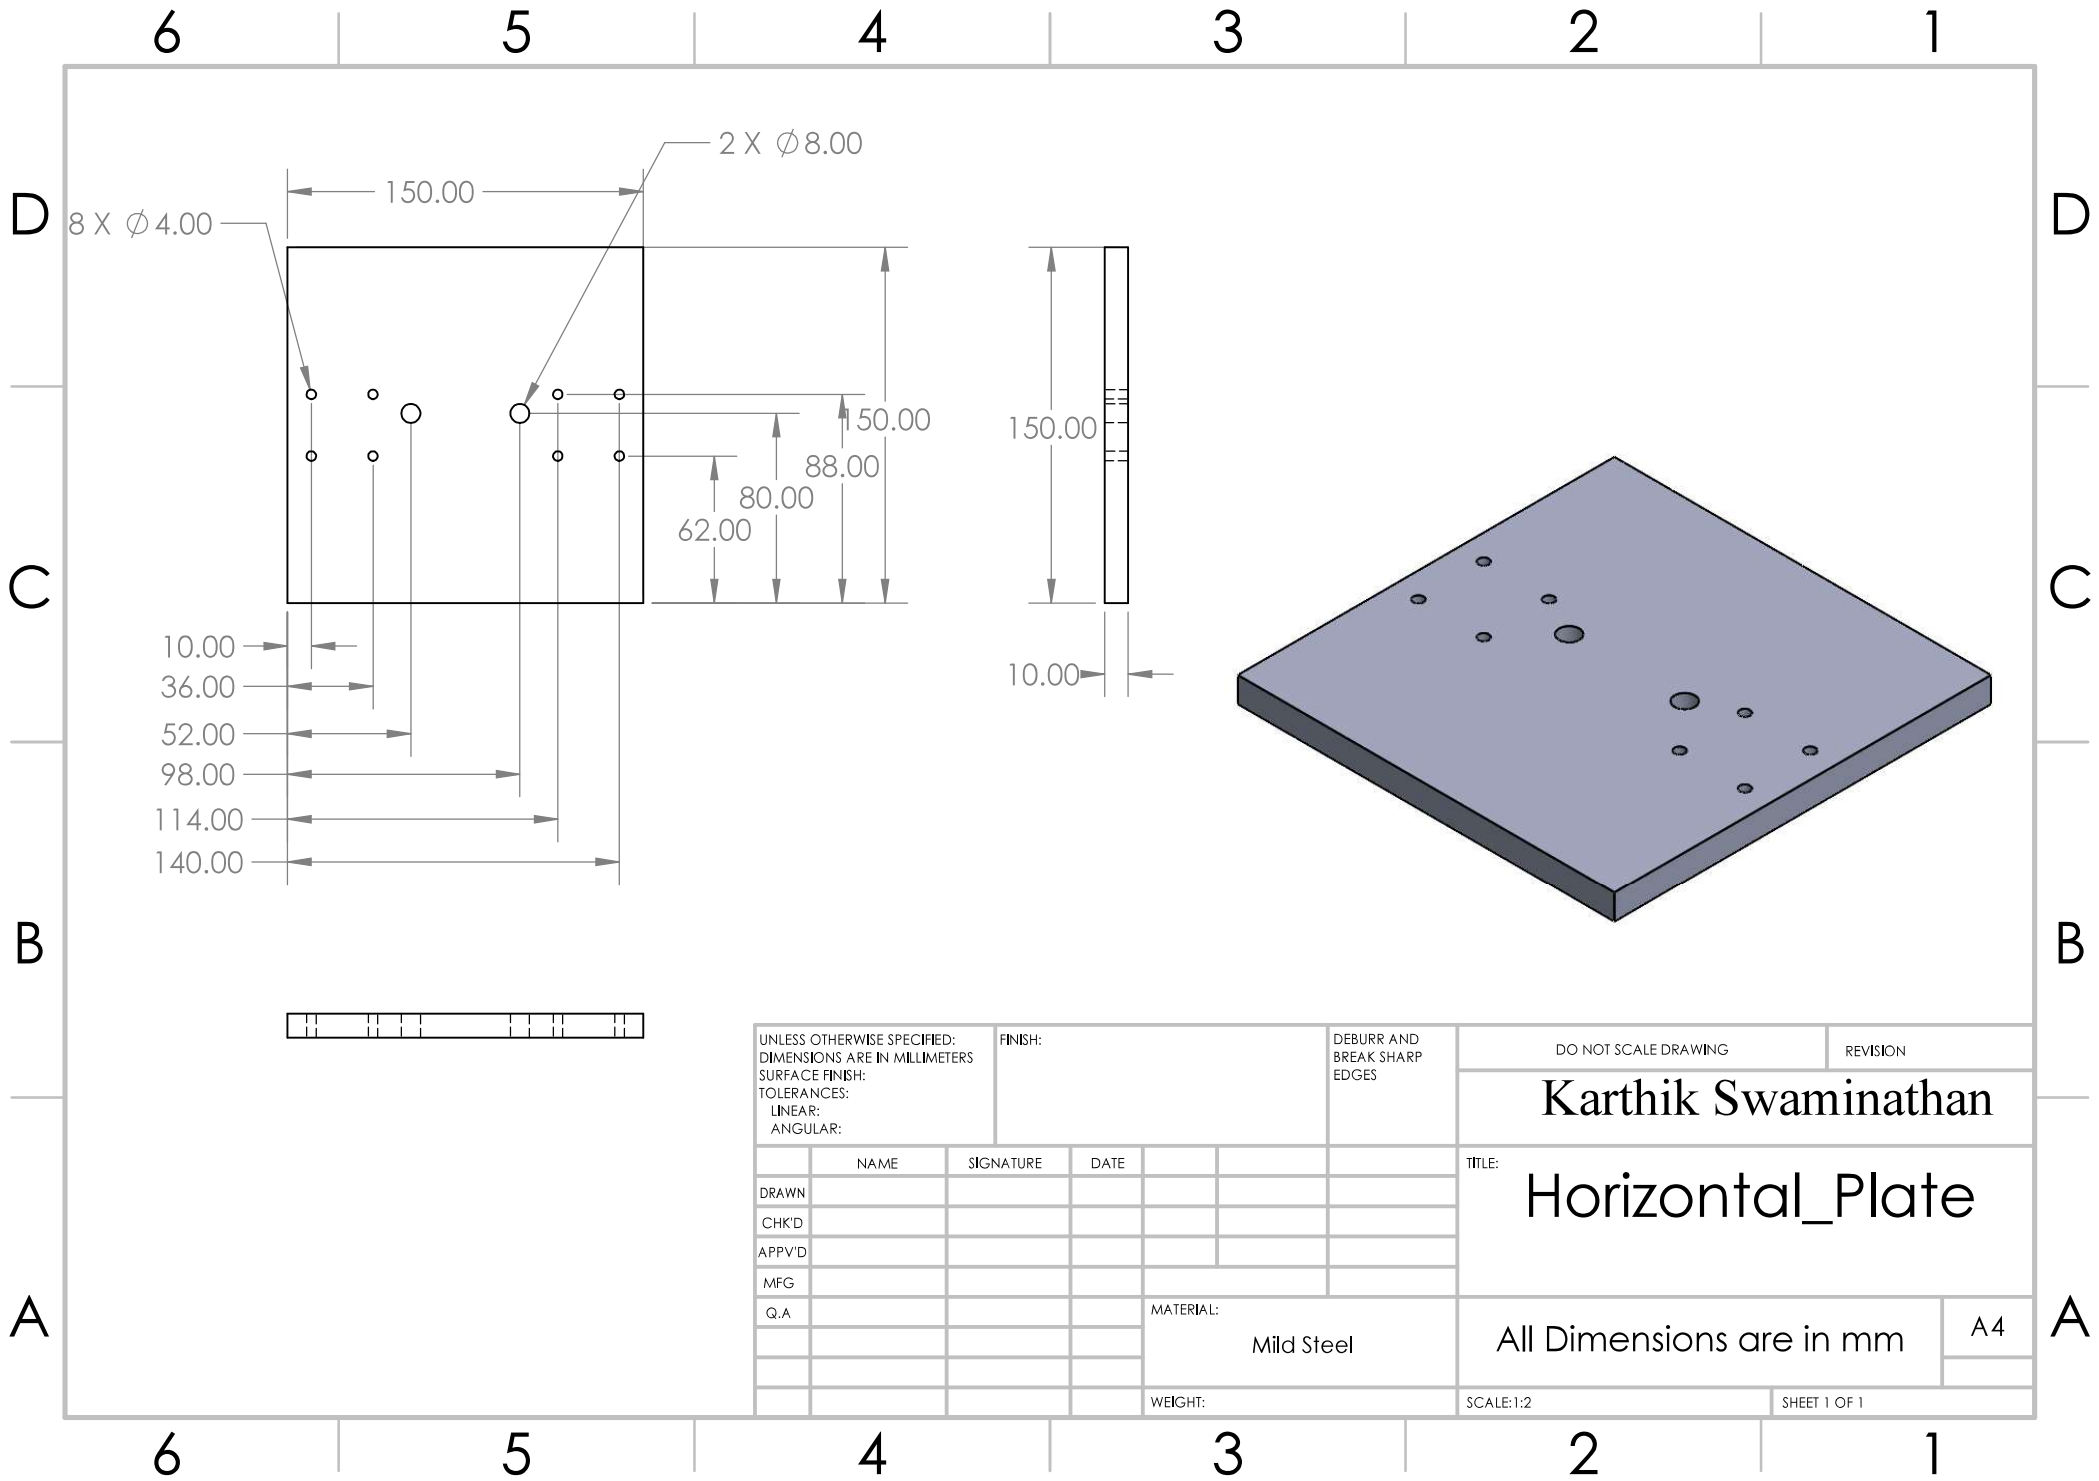 6 5 4 3 2 1
D D
C C
B B
A A
6 5 4 3 2 1
2 X ∅8.00
150.00
8 X ∅4.00
150.00
88.00
80.00
62.00
10.00
36.00
52.00
98.00
114.00
140.00
150.00
10.00
UNLESS OTHERWISE SPECIFIED:
DIMENSIONS ARE IN MILLIMETERS
SURFACE FINISH:
TOLERANCES:
LINEAR:
ANGULAR:
FINISH:
DEBURR AND
BREAK SHARP
EDGES
DO NOT SCALE DRAWING
REVISION
Karthik Swaminathan
NAME SIGNATURE DATE
DRAWN
CHK'D
APPV'D
MFG
Q.A
TITLE:
Horizontal_Plate
MATERIAL:
Mild Steel
All Dimensions are in mm
A4
WEIGHT:
SCALE:1:2
SHEET 1 OF 1